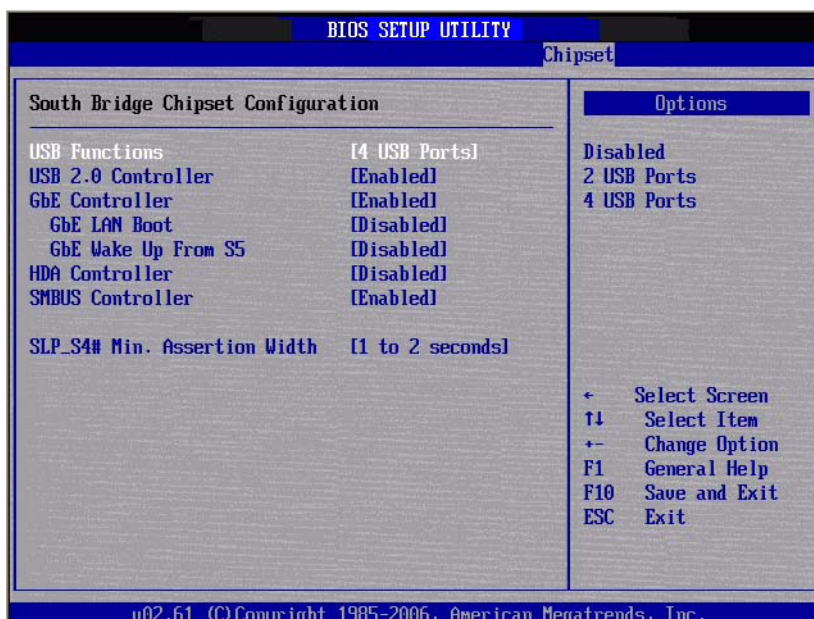 BIOS SETUP UTILITY
Chipset
South Bridge Chipset Configuration
USB Functions [4 USB Ports]
USB 2.0 Controller [Enabled]
GbE Controller [Enabled]
GbE LAN Boot [Disabled]
GbE Wake Up From S5 [Disabled]
HDA Controller [Disabled]
SMBUS Controller [Enabled]
SLP_S4# Min. Assertion Width [1 to 2 seconds]
Options
Disabled
2 USB Ports
4 USB Ports
← Select Screen
↑↓ Select Item
+- Change Option
F1 General Help
F10 Save and Exit
ESC Exit
v02.61 (C)Copyright 1985-2006, American Megatrends, Inc.